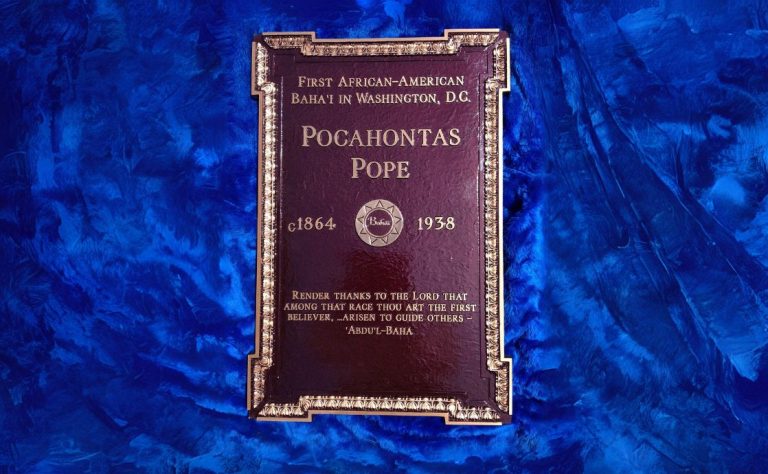 First African-American
Baha'i in Washington, D.C.
Pocahontas
Pope
c1864 Bahá'í 1938
Render thanks to the Lord that
among that race thou art the first
believer, ...arisen to guide others –
'Abdu'l-Baha